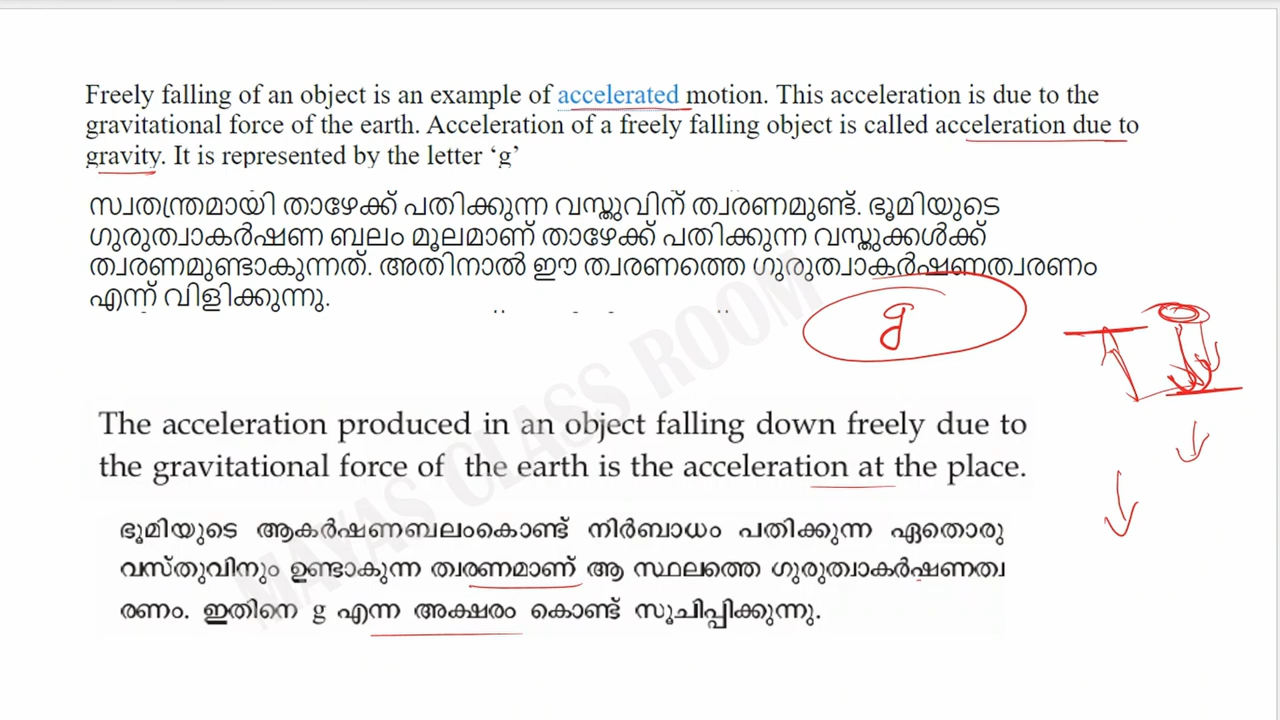 Freely falling of an object is an example of accelerated motion. This acceleration is due to the
gravitational force of the earth. Acceleration of a freely falling object is called acceleration due to
gravity. It is represented by the letter ‘g’
സ്വതന്ത്രമായി താഴേക്ക് പതിക്കുന്ന വസ്തുവിന് ത്വരണമുണ്ട്. ഭൂമിയുടെ
ഗുരുത്വാകർഷണ ബലം മൂലമാണ് താഴേക്ക് പതിക്കുന്ന വസ്തുക്കൾക്ക്
ത്വരണമുണ്ടാകുന്നത്. അതിനാൽ ഈ ത്വരണത്തെ ഗുരുത്വാകർഷണത്വരണം
എന്ന് വിളിക്കുന്നു.
g
The acceleration produced in an object falling down freely due to
the gravitational force of the earth is the acceleration at the place.
ഭൂമിയുടെ ആകർഷണബലംകൊണ്ട് നിർബാധം പതിക്കുന്ന ഏതൊരു
വസ്തുവിനും ഉണ്ടാകുന്ന ത്വരണമാണ് ആ സ്ഥലത്തെ ഗുരുത്വാകർഷണത്വ
രണം. ഇതിനെ g എന്ന അക്ഷരം കൊണ്ട് സൂചിപ്പിക്കുന്നു.
MAVAS CLASS ROOM